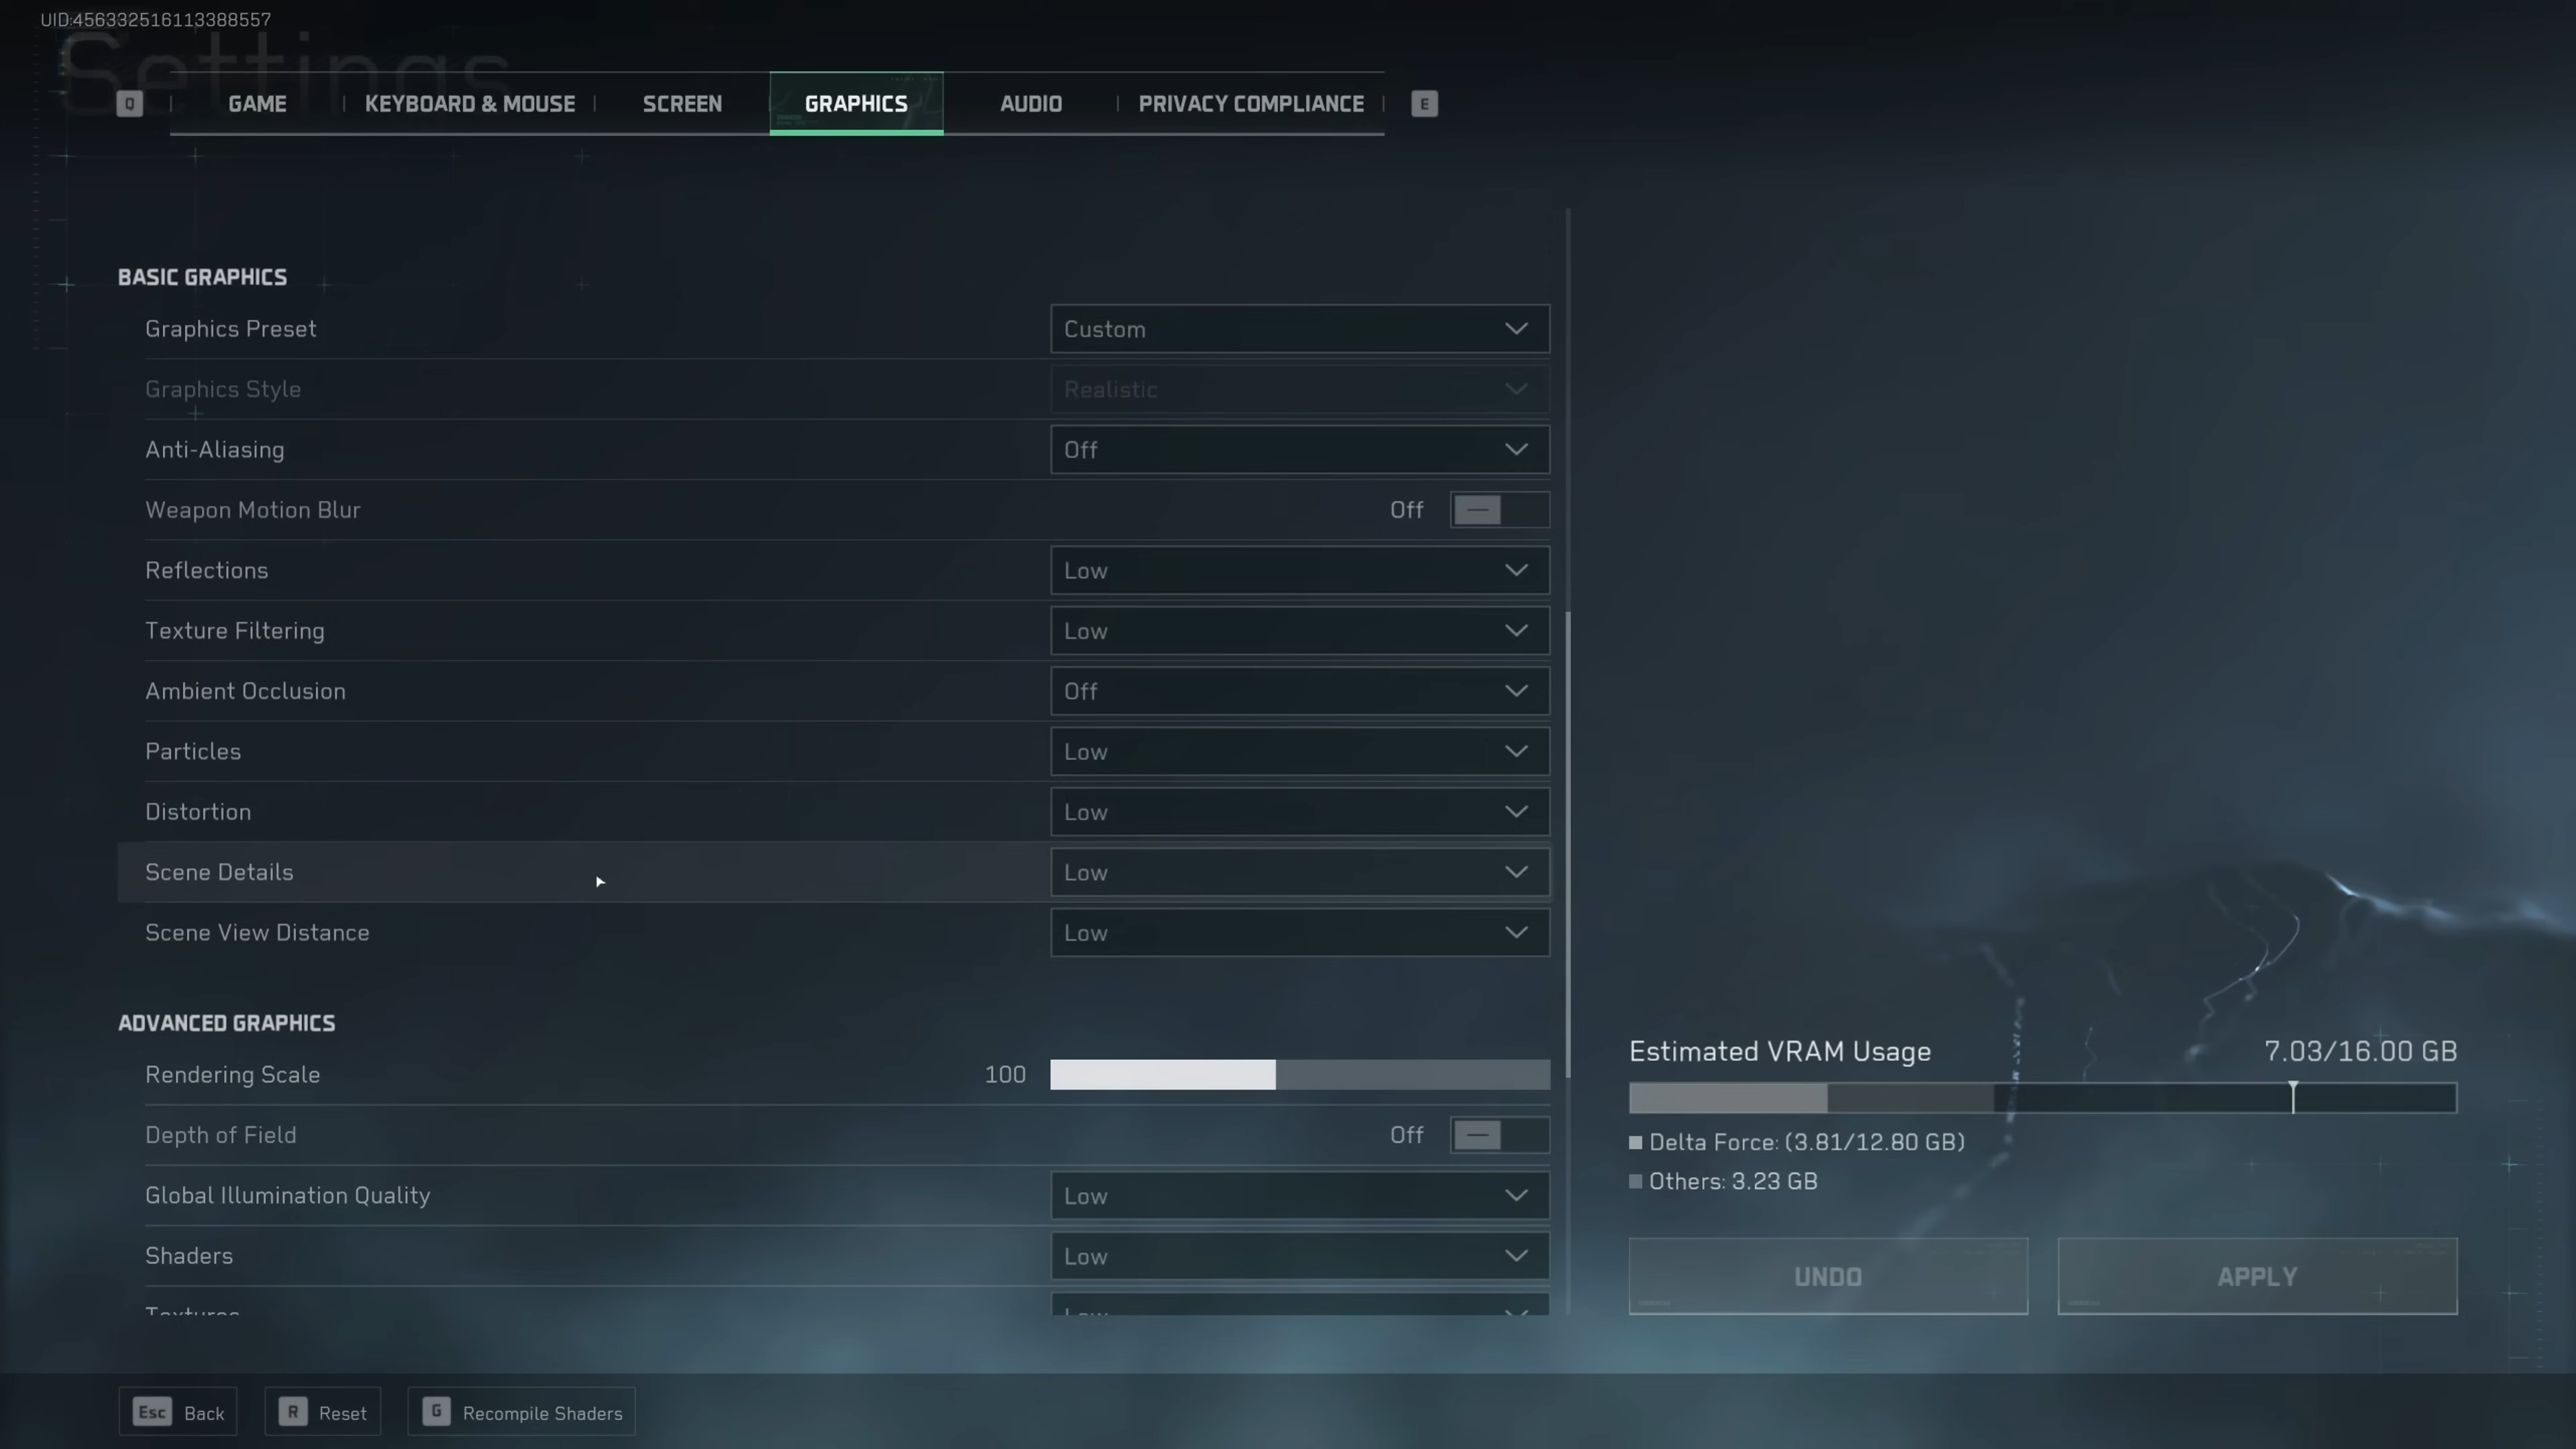 UID:456332516113388557
Settings
Q GAME KEYBOARD & MOUSE SCREEN GRAPHICS AUDIO PRIVACY COMPLIANCE E
BASIC GRAPHICS
Graphics Preset Custom
Graphics Style Realistic
Anti-Aliasing Off
Weapon Motion Blur Off
Reflections Low
Texture Filtering Low
Ambient Occlusion Off
Particles Low
Distortion Low
Scene Details Low
Scene View Distance Low
ADVANCED GRAPHICS
Rendering Scale 100
Depth of Field Off
Global Illumination Quality Low
Shaders Low
Textures Low
Estimated VRAM Usage 7.03/16.00 GB
Delta Force: (3.81/12.80 GB)
Others: 3.23 GB
UNDO APPLY
Esc Back R Reset G Recompile Shaders